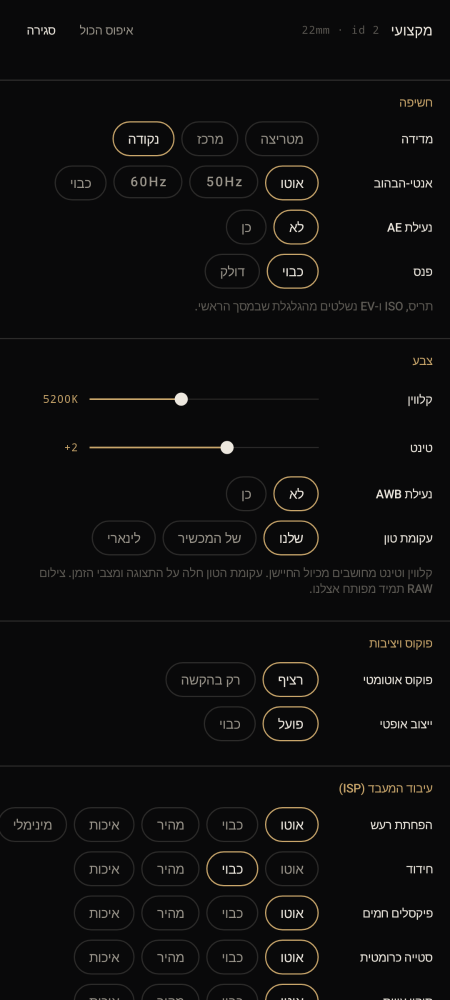 מקצועי 22mm · id 2 איפוס הכול סגירה
חשיפה
מדידה מטריצה מרכז נקודה
אנטי-הבהוב אוטו 50Hz 60Hz כבוי
נעילת AE לא כן
פנס כבוי דולק
תריס, ISO ו-EV נשלטים מהגלגלת שבמסך הראשי.
צבע
קלווין 5200K
טינט +2
נעילת AWB לא כן
עקומת טון שלנו של המכשיר לינארי
קלווין וטינט מחושבים מכיול החיישן. עקומת הטון חלה על התצוגה ומצבי הזמן. צילום
RAW תמיד מפותח אצלנו.
פוקוס ויציבות
פוקוס אוטומטי רציף רק בהקשה
ייצוב אופטי פועל כבוי
עיבוד המעבד (ISP)
הפחתת רעש אוטו כבוי מהיר איכות מינימלי
חידוד אוטו כבוי מהיר איכות
פיקסלים חמים אוטו כבוי מהיר איכות
סטייה כרומטית אוטו כבוי מהיר איכות
אוטו כבוי מהיר איכות